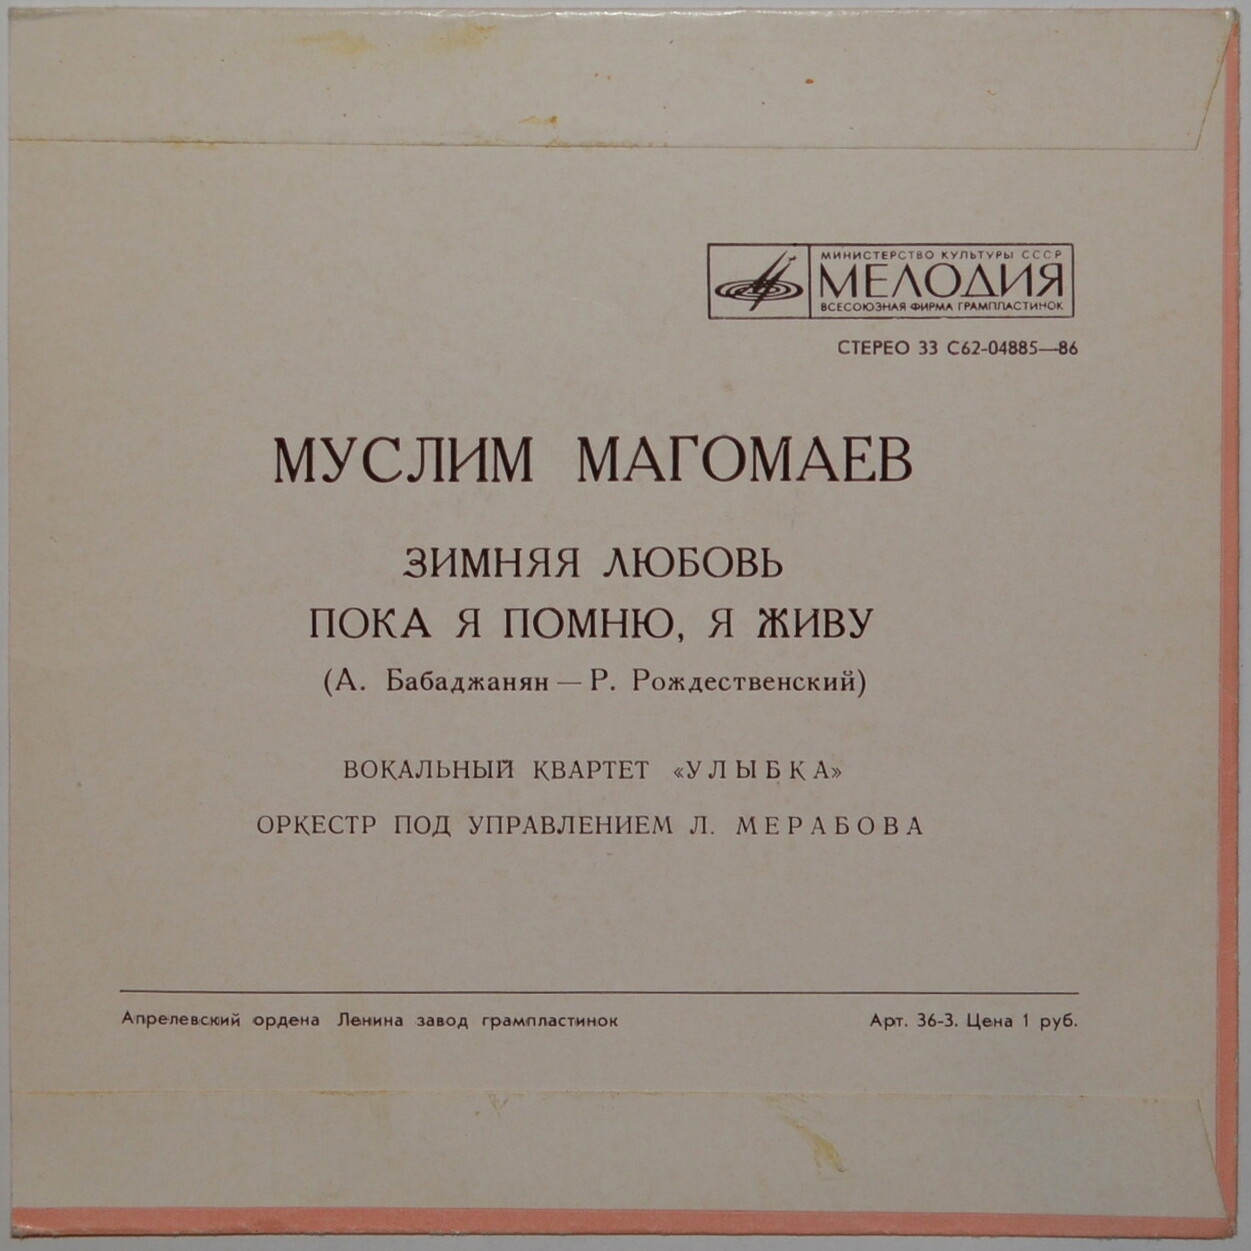 МИНИСТЕРСТВО КУЛЬТУРЫ СССР
МЕЛОДИЯ
ВСЕСОЮЗНАЯ ФИРМА ГРАМПЛАСТИНОК
СТЕРЕО 33 С62-04885—86
МУСЛИМ МАГОМАЕВ
ЗИМНЯЯ ЛЮБОВЬ
ПОКА Я ПОМНЮ, Я ЖИВУ
(А. Бабаджанян — Р. Рождественский)
ВОКАЛЬНЫЙ КВАРТЕТ «УЛЫБКА»
ОРКЕСТР ПОД УПРАВЛЕНИЕМ Л. МЕРАБОВА
Апрелевский ордена Ленина завод грампластинок
Арт. 36-3. Цена 1 руб.